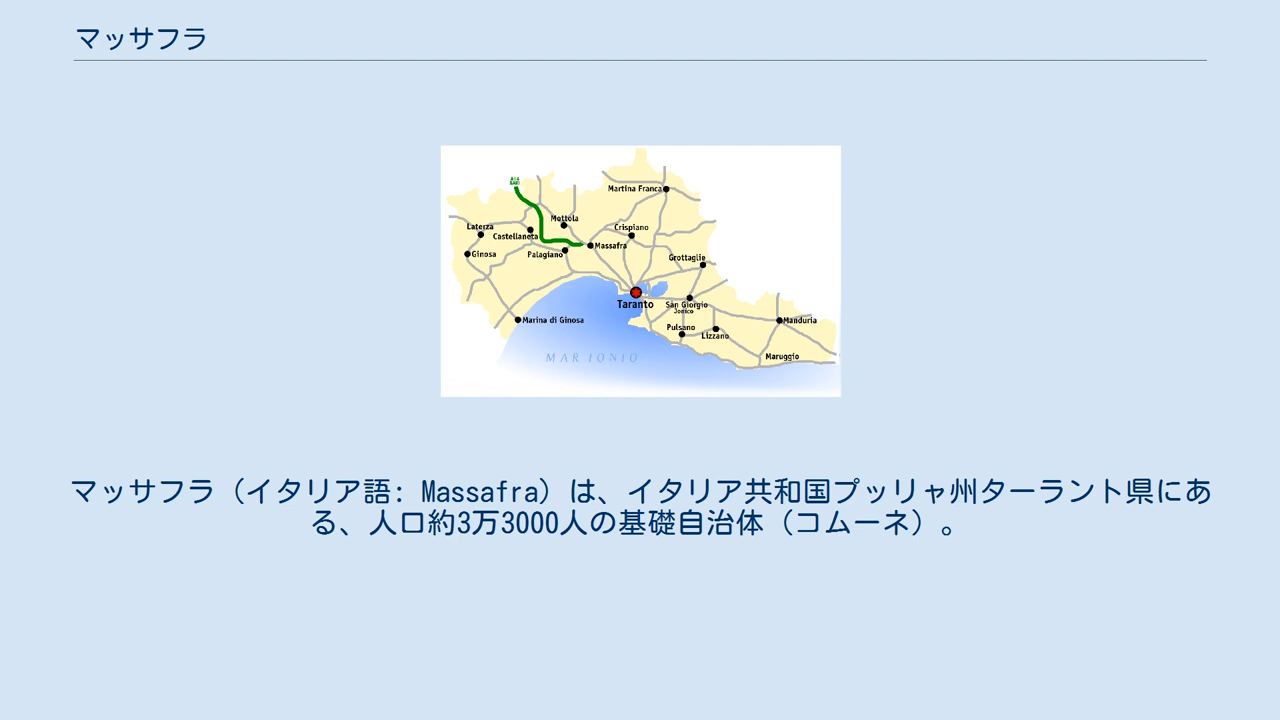 マッサフラ
A14
BARI
Martina Franca
Mottola
Laterza
Crispiano
Castellaneta
Massafra
Ginosa
Palagiano
Grottaglie
Taranto
San Giorgio
Jonico
Marina di Ginosa
Manduria
Pulsano
Lizzano
MAR IONIO
Maruggio
マッサフラ（イタリア語: Massafra）は、イタリア共和国プッリャ州ターラント県にあ
る、人口約3万3000人の基礎自治体（コムーネ）。